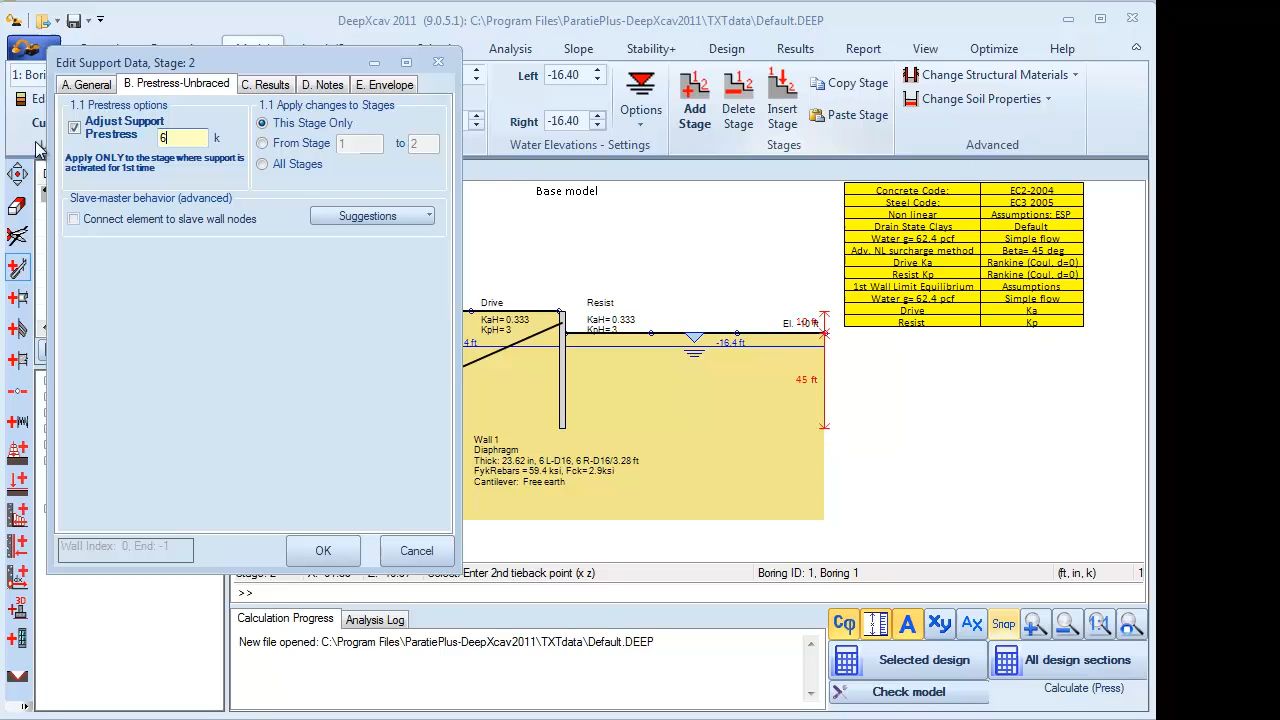 DeepXcav 2011 (9.0.5.1): C:\Program Files\ParatiePlus-DeepXcav2011\TXTdata\Default.DEEP
Analysis Slope Stability+ Design Results Report View Optimize Help
1: Bori
Edit Support Data, Stage: 2
A. General B. Prestress-Unbraced C. Results D. Notes E. Envelope
1.1 Prestress options
Adjust Support
Prestress 6 k
Apply ONLY to the stage where support is
activated for 1st time
1.1 Apply changes to Stages
This Stage Only
From Stage 1 to 2
All Stages
Slave-master behavior (advanced)
Connect element to slave wall nodes Suggestions
Wall Index: 0, End: -1
OK Cancel
Left -16.40
Right -16.40
Options
Water Elevations - Settings
Add Stage
Delete Stage
Insert Stage
Copy Stage
Paste Stage
Stages
Change Structural Materials
Change Soil Properties
Advanced
Base model
Concrete Code: EC2-2004
Steel Code: EC3 2005
Non linear Assumptions: ESP
Drain State Clays Default
Water g= 62.4 pcf Simple flow
Adv. NL surcharge method Beta= 45 deg
Drive Ka Rankine (Coul, d=0)
Resist Kp Rankine (Coul, d=0)
1st Wall Limit Equilibrium Assumptions
Water g= 62.4 pcf Simple flow
Drive Ka
Resist Kp
Drive Resist
KaH= 0.333 KaH= 0.333
KpH= 3 KpH= 3
El. -10 ft
4 ft -16.4 ft
45 ft
Wall 1
Diaphragm
Thick: 23.62 in, 6 L-D16, 6 R-D16/3.28 ft
FykRebars = 59.4 ksi, Fck= 2.9ksi
Cantilever: Free earth
Enter 2nd tieback point (x z) Boring ID: 1, Boring 1 (ft, in, k) 1
>>
Calculation Progress Analysis Log
New file opened: C:\Program Files\ParatiePlus-DeepXcav2011\TXTdata\Default.DEEP
Cφ A Xy Ax Snap
Selected design All design sections
Check model Calculate (Press)